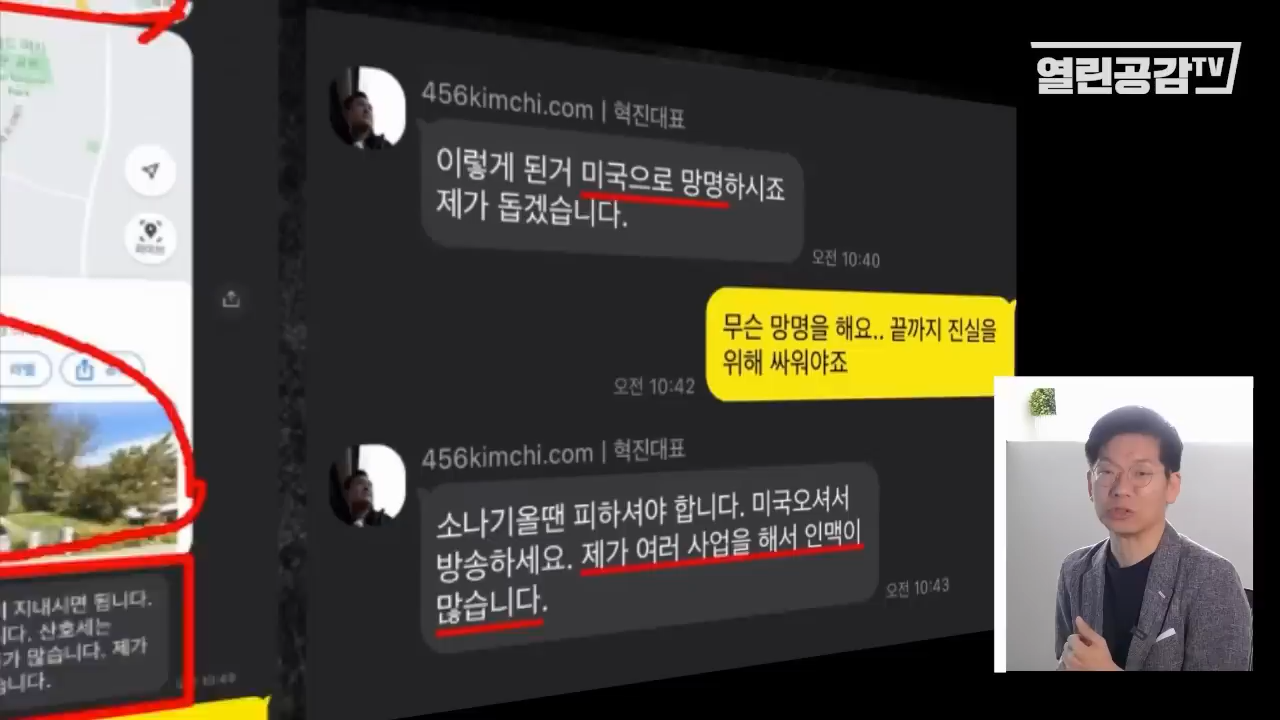 열린공감TV
456kimchi.com | 혁진대표
이렇게 된거 미국으로 망명하시죠
제가 돕겠습니다.
오전 10:40
무슨 망명을 해요.. 끝까지 진실을
위해 싸워야죠
오전 10:42
456kimchi.com | 혁진대표
소나기올땐 피하셔야 합니다. 미국오셔서
방송하세요. 제가 여러 사업을 해서 인맥이
많습니다.
오전 10:43
지내시면 됩니다.
산호세는
많습니다. 제가